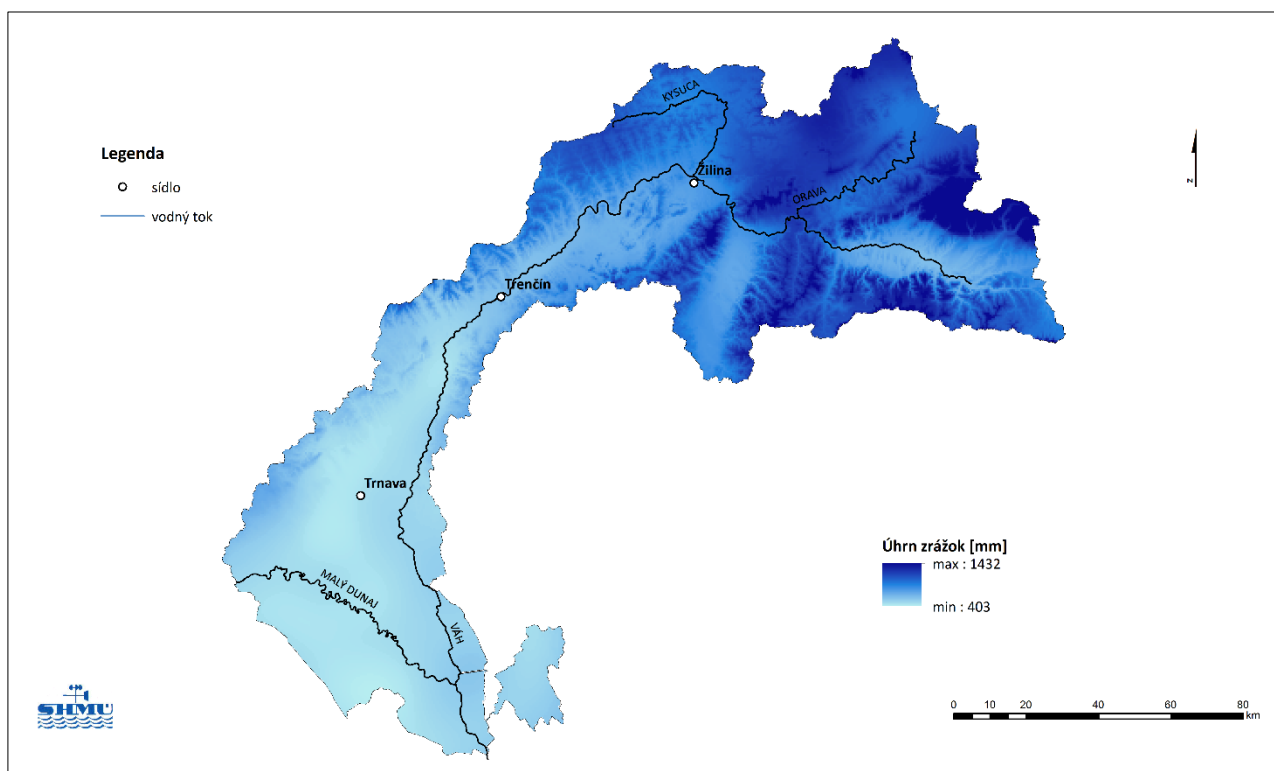 Legenda
sídlo
vodný tok
KYSUCA
Žilina
ORAVA
Trenčín
Trnava
MALÝ DUNAJ
VÁH
Z
Úhrn zrážok [mm]
max : 1432
min : 403
SHMÚ
0 10 20 40 60 80
km